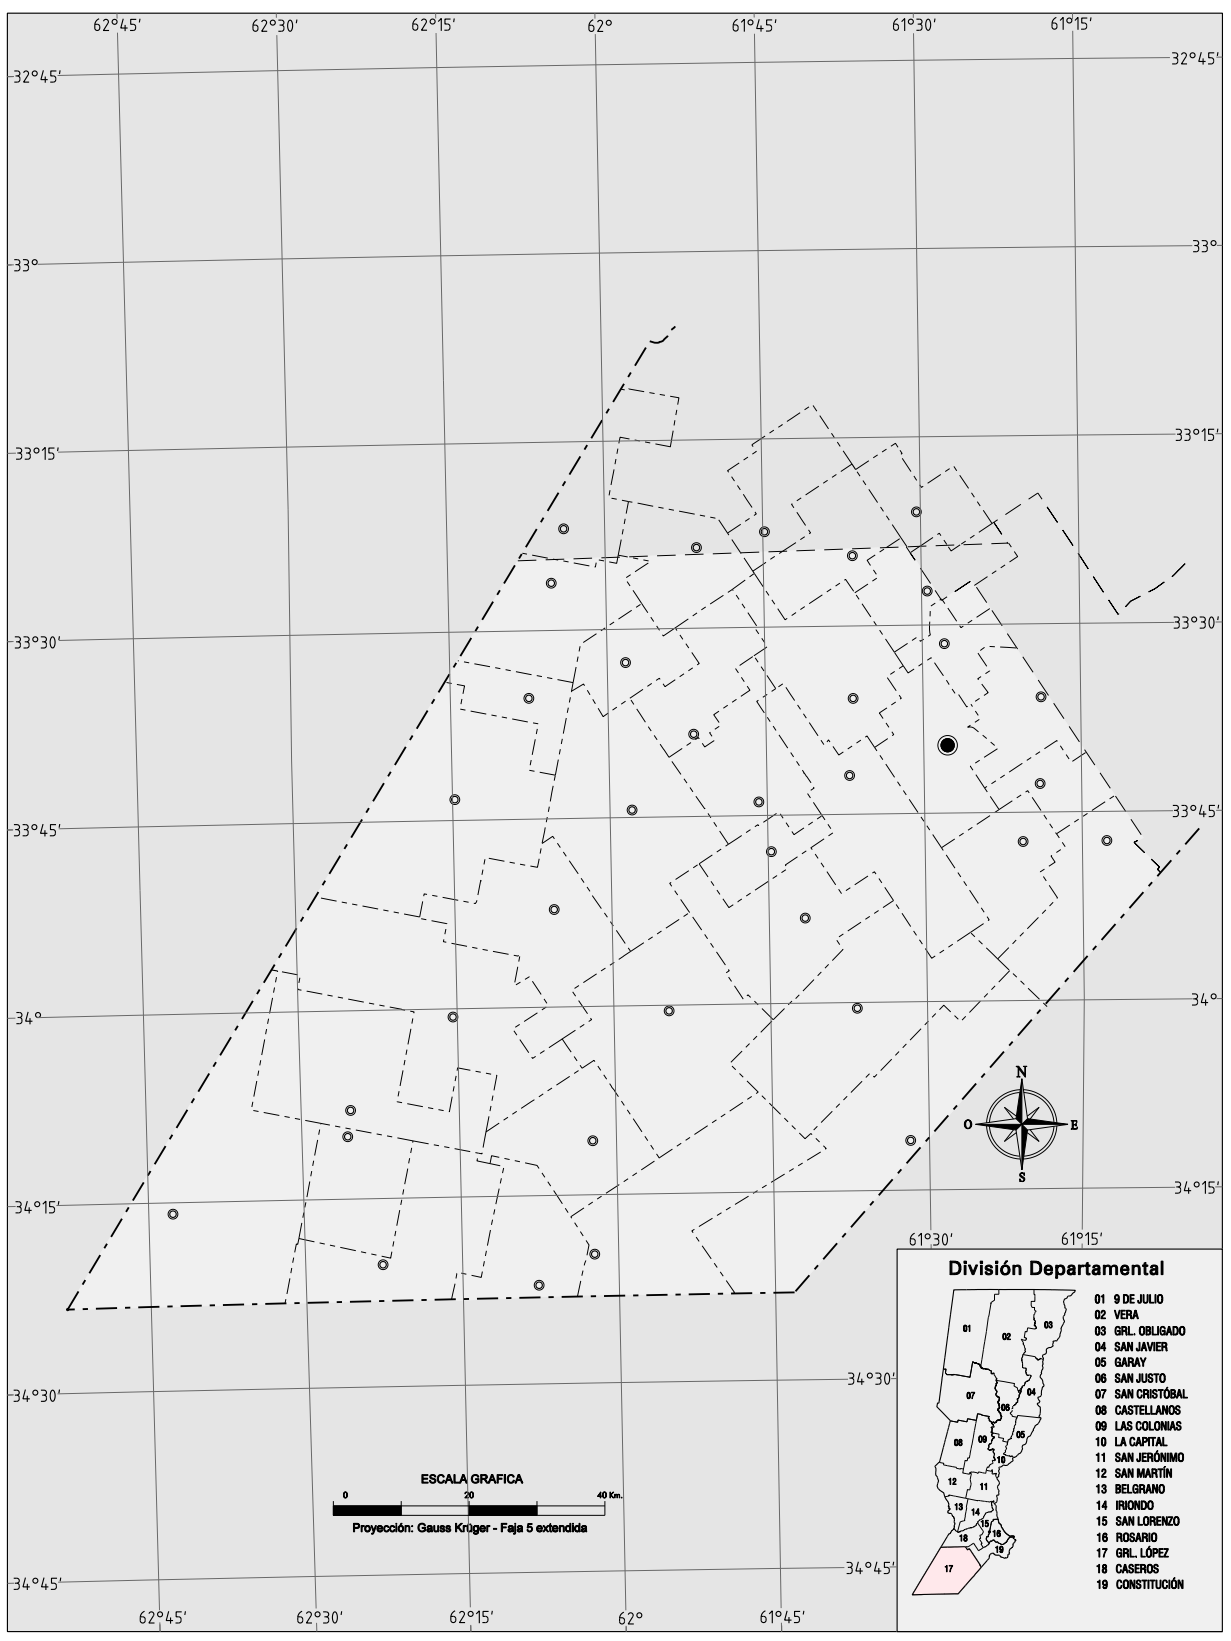 62°45' 62°30' 62°15' 62° 61°45' 61°30' 61°15'
32°45' 32°45'
33° 33°
33°15' 33°15'
33°30' 33°30'
33°45' 33°45'
34° 34°
N
O E
S
34°15' 34°15'
61°30' 61°15'
34°30' 34°30'
34°45' 34°45'
62°45' 62°30' 62°15' 62° 61°45'
ESCALA GRAFICA
0 20 40 Km.
Proyección: Gauss Krüger - Faja 5 extendida
División Departamental
01 9 DE JULIO
02 VERA
03 GRL. OBLIGADO
04 SAN JAVIER
05 GARAY
06 SAN JUSTO
07 SAN CRISTÓBAL
08 CASTELLANOS
09 LAS COLONIAS
10 LA CAPITAL
11 SAN JERÓNIMO
12 SAN MARTÍN
13 BELGRANO
14 IRIONDO
15 SAN LORENZO
16 ROSARIO
17 GRL. LÓPEZ
18 CASEROS
19 CONSTITUCIÓN
01
02
03
04
05
06
07
08
09
10
11
12
13
14
15
16
17
18
19